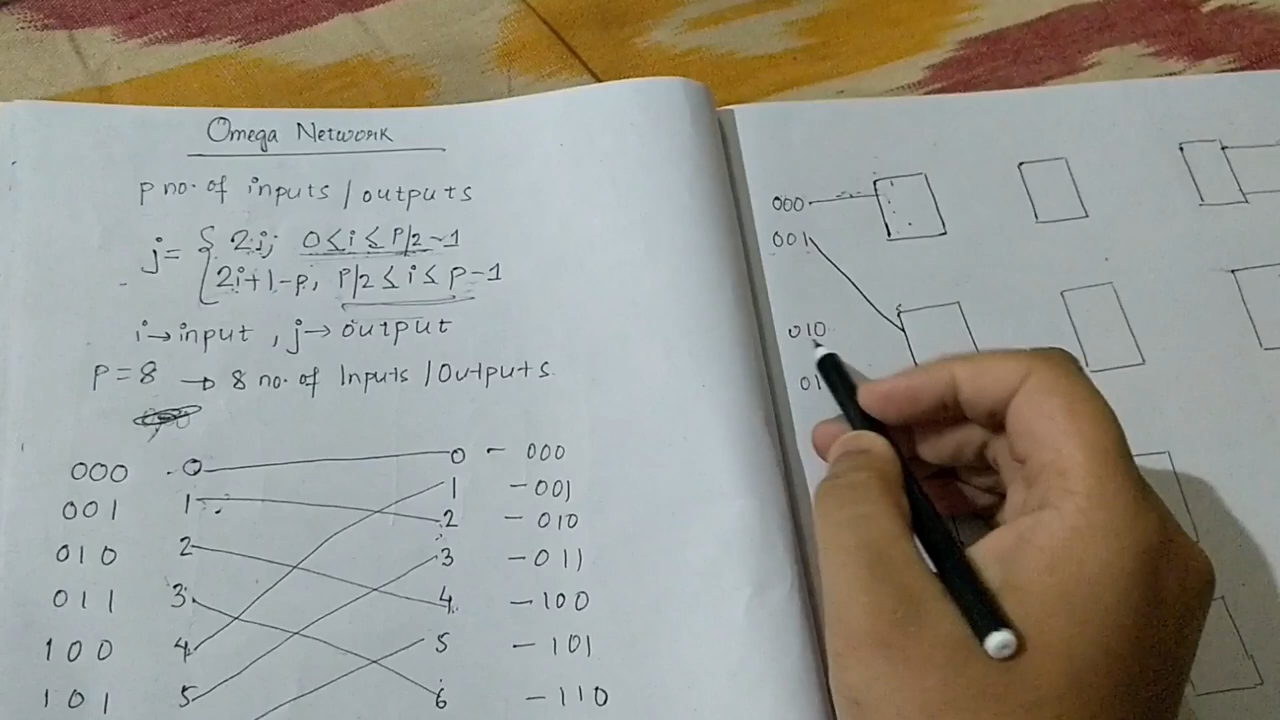 Omega Network
p no. of inputs / outputs
j = { 2i; 0 ≤ i ≤ P/2 - 1
2i+1-p, P/2 ≤ i ≤ p-1
i → input , j → output
P = 8 → 8 no. of Inputs / Outputs.
000 0 0 - 000
001 1 1 - 001
010 2 2 - 010
011 3 3 - 011
100 4 4 - 100
101 5 5 - 101
6 - 110
000
001
010
01